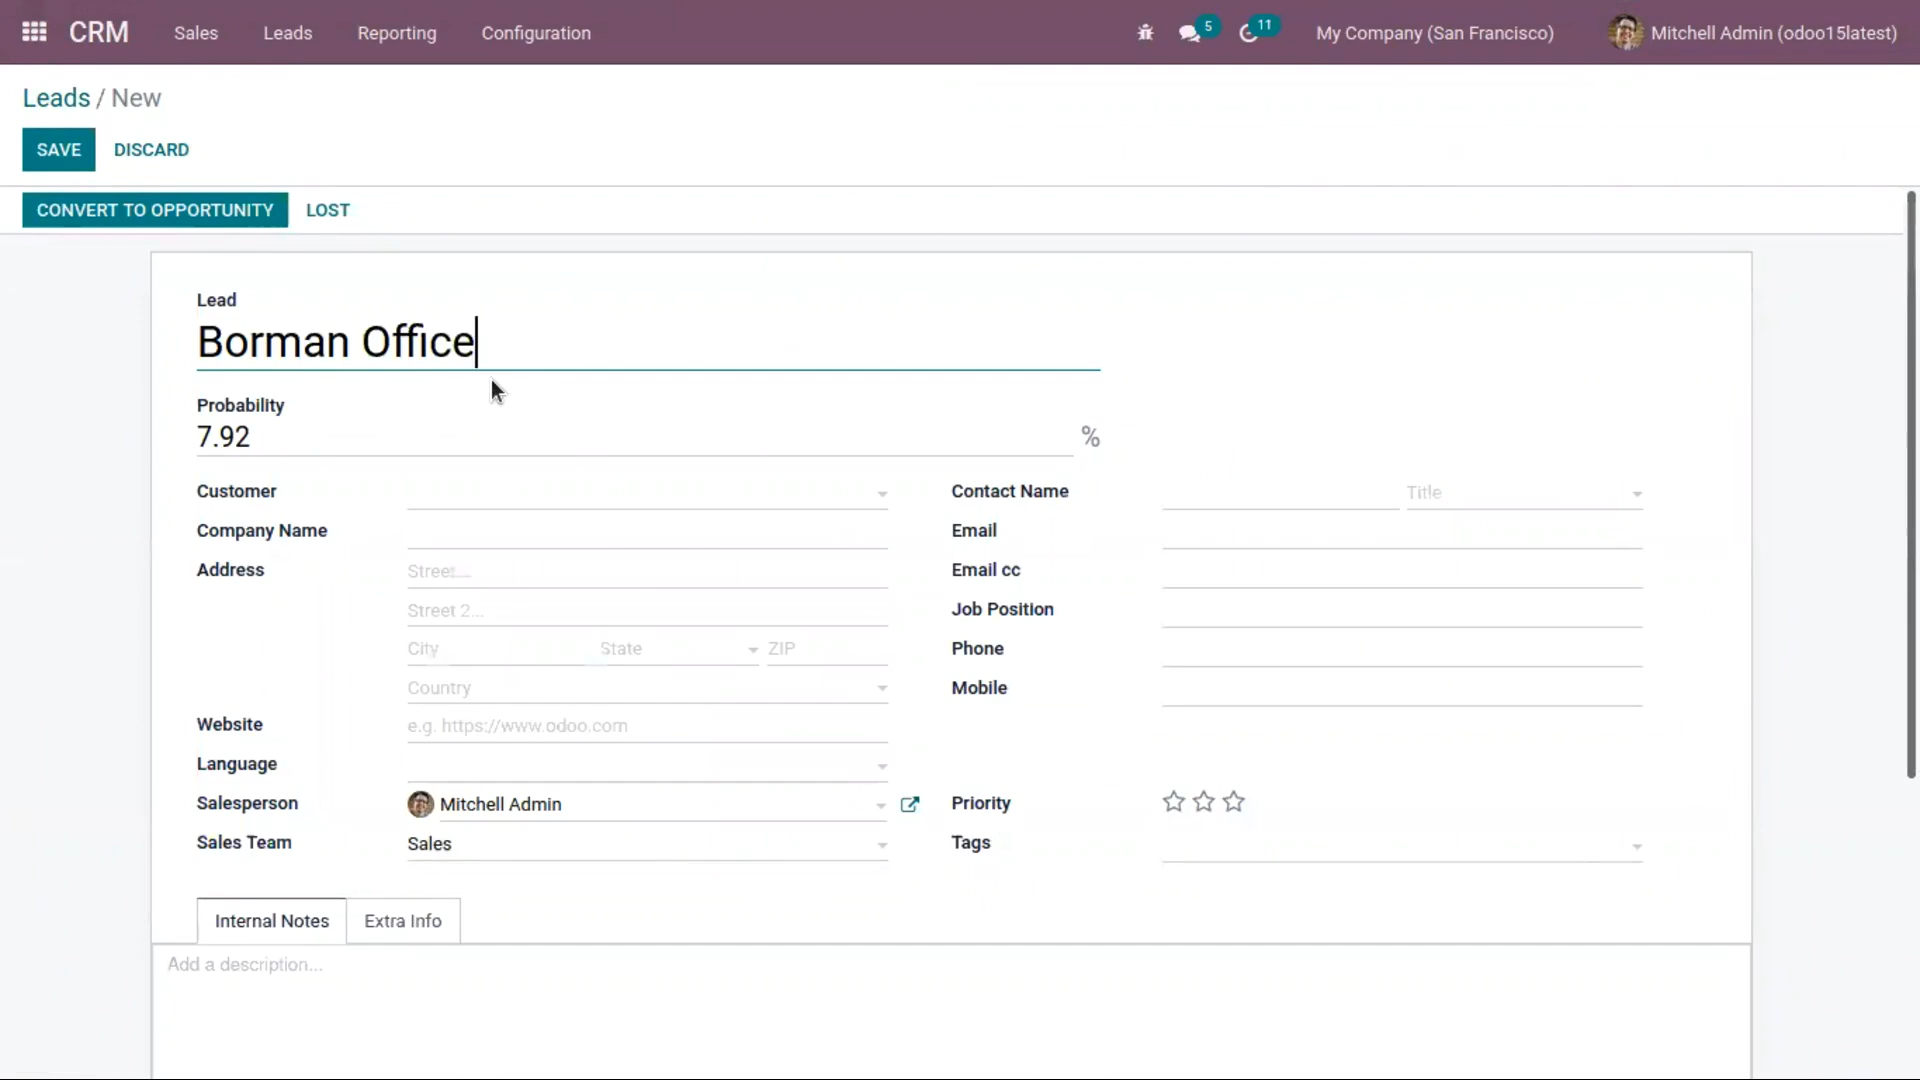 CRM Sales Leads Reporting Configuration 5 11 My Company (San Francisco) Mitchell Admin (odoo15latest)
Leads / New
SAVE DISCARD
CONVERT TO OPPORTUNITY LOST
Lead
Borman Office
Probability
7.92 %
Customer Contact Name Title
Company Name Email
Address Street... Email cc
Street 2... Job Position
City State ZIP Phone
Country Mobile
Website e.g. https://www.odoo.com
Language
Salesperson Mitchell Admin Priority
Sales Team Sales Tags
Internal Notes Extra Info
Add a description...